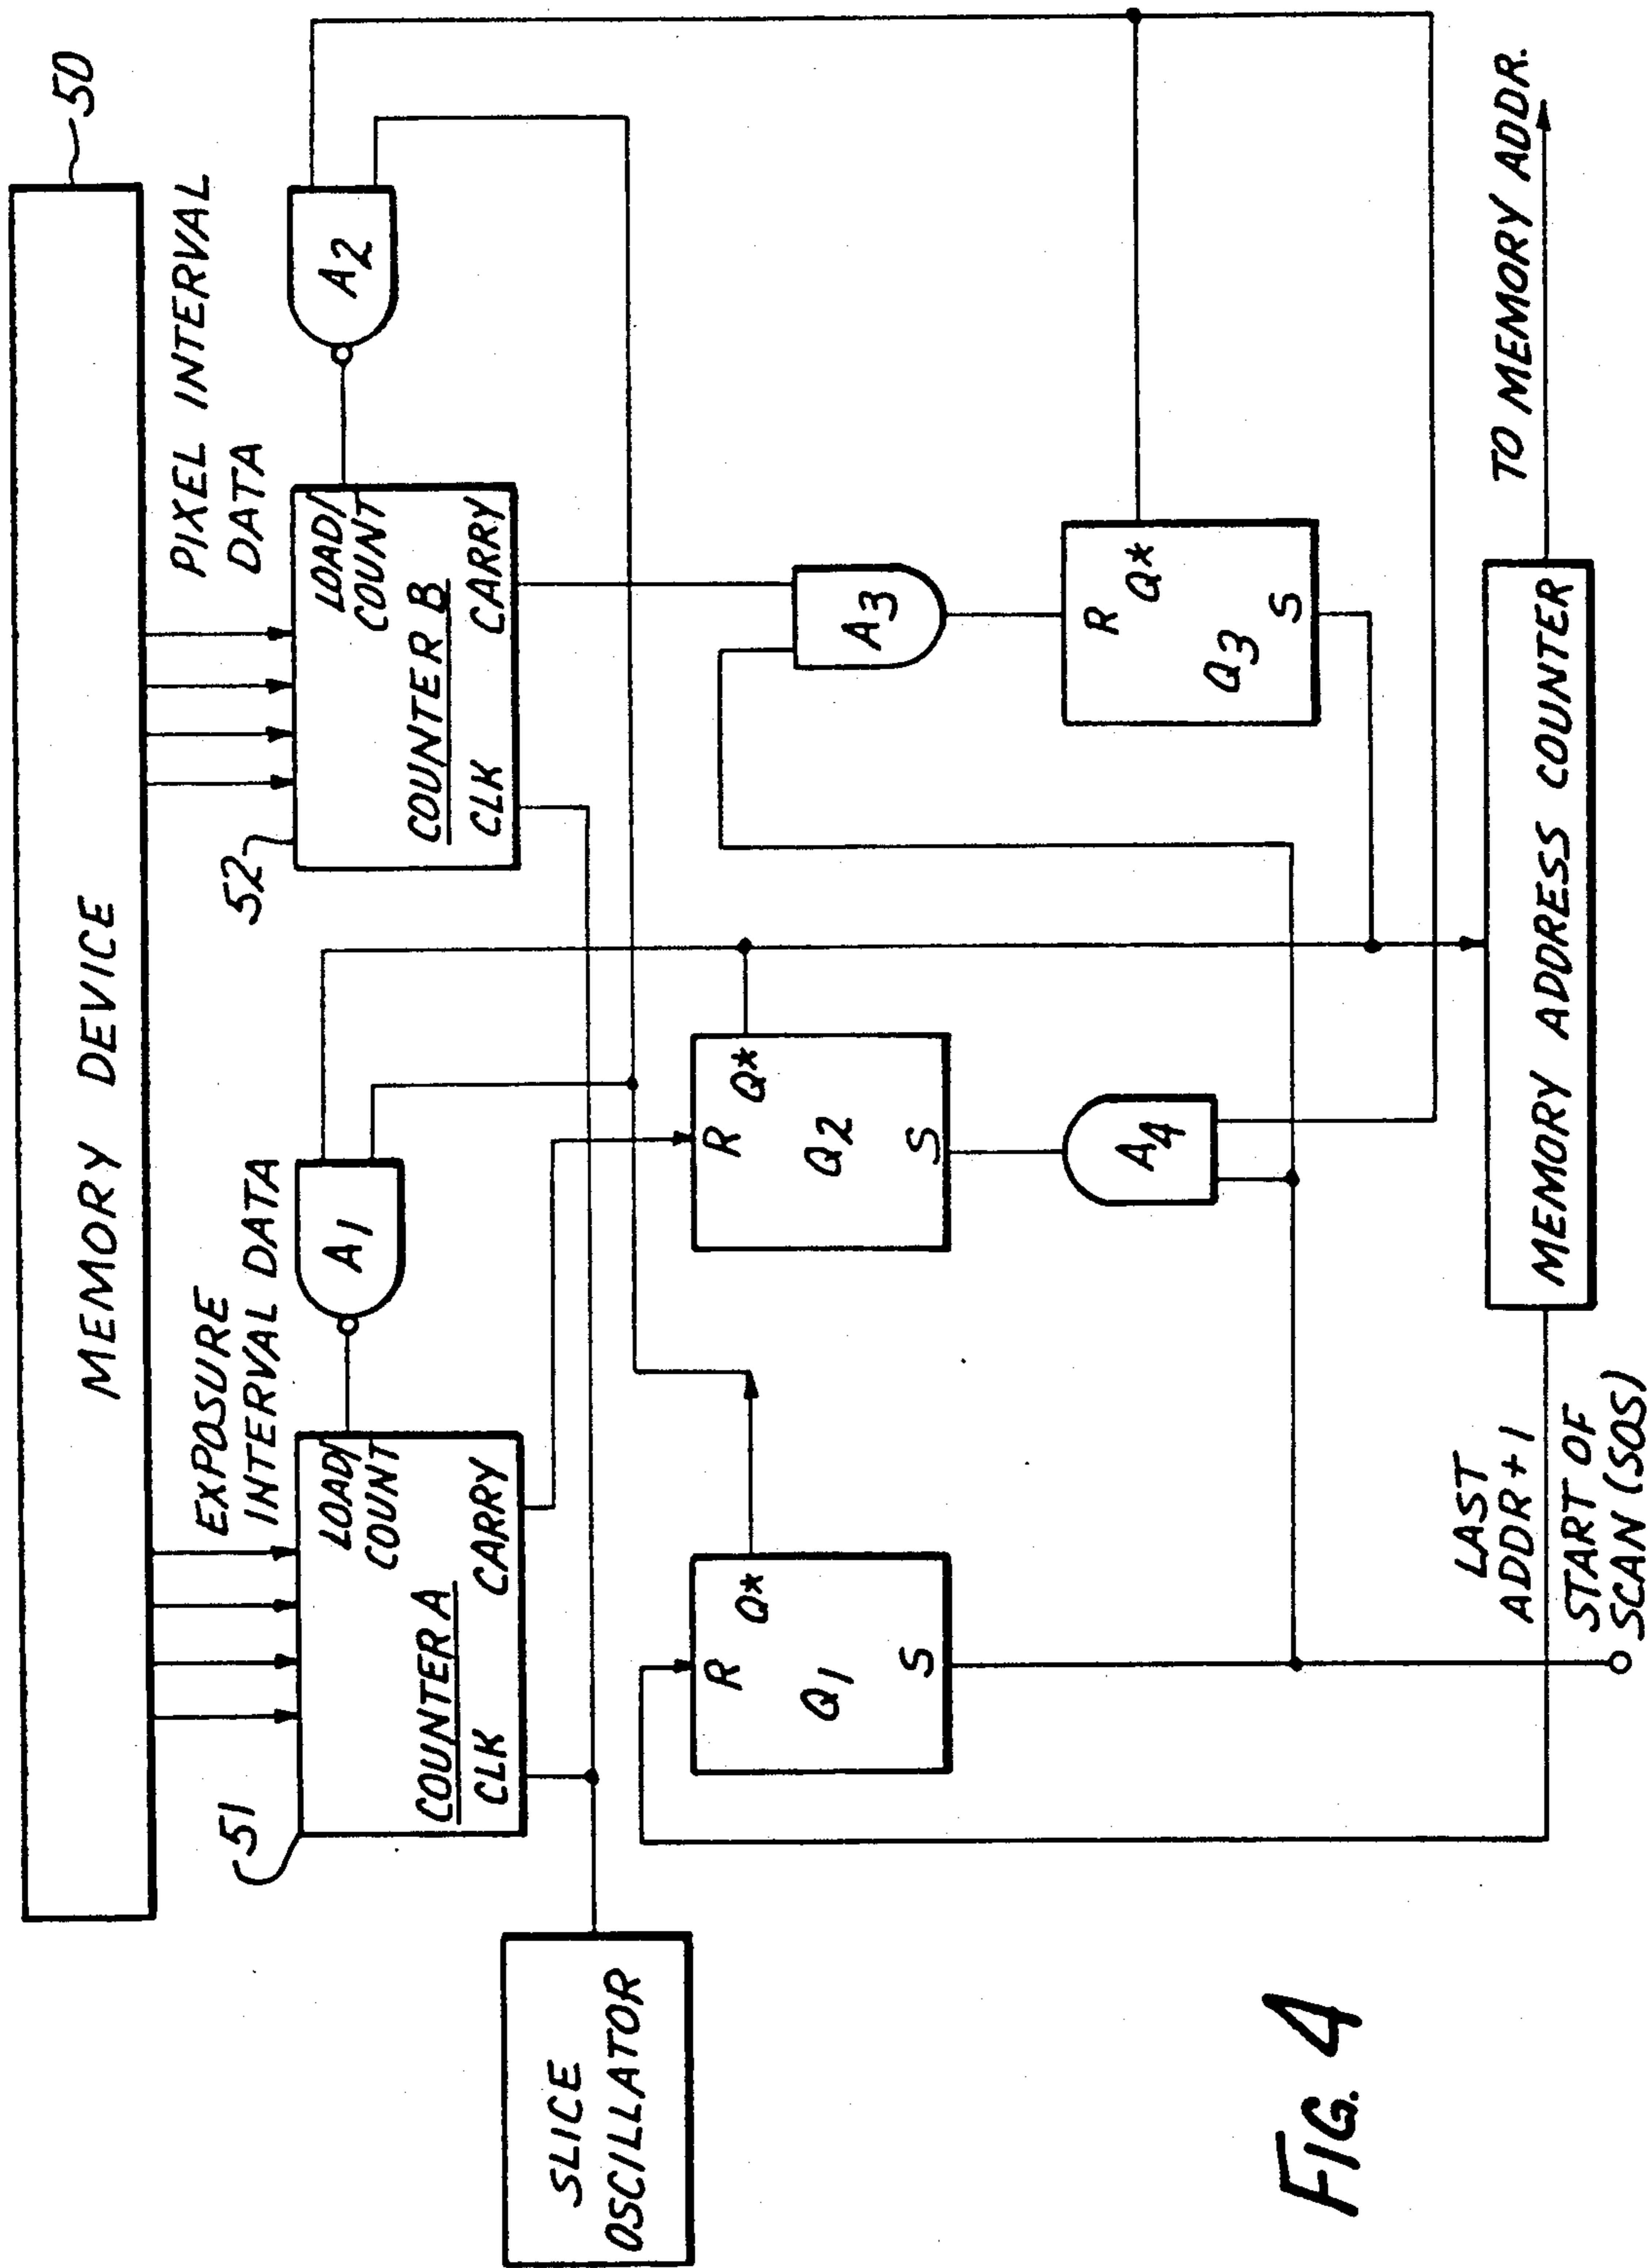 MEMORY DEVICE
50
EXPOSURE
INTERVAL DATA
PIXEL INTERVAL
DATA
51
LOAD/
COUNT
COUNTER A
CLK
CARRY
A1
52
LOAD/
COUNT
COUNTER B
CLK
CARRY
A2
SLICE
OSCILLATOR
R
Q*
Q1
S
R
Q*
Q2
S
A3
A4
R
Q*
Q3
S
LAST
ADDR+1
START OF
SCAN (SOS)
MEMORY ADDRESS COUNTER
TO MEMORY ADDR.
FIG. 4